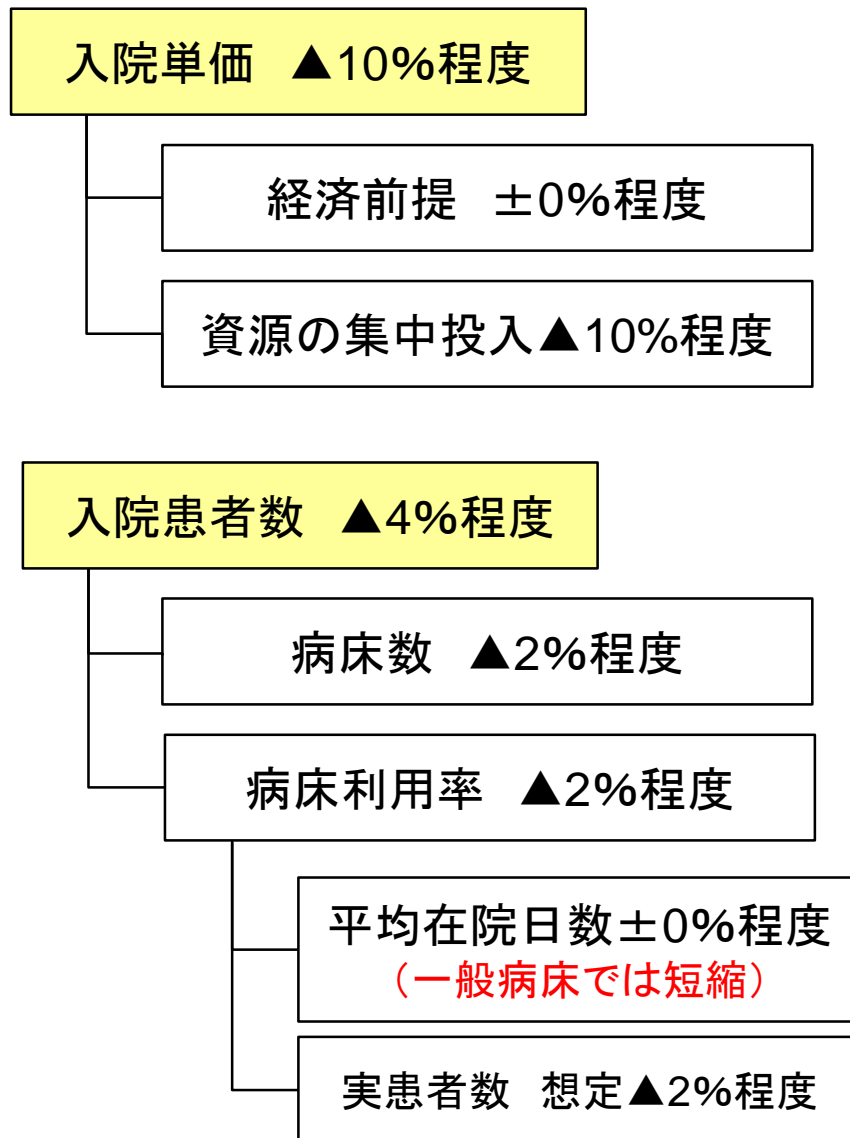 入院単価　▲10%程度
経済前提　±0%程度
資源の集中投入▲10%程度
入院患者数　▲4%程度
病床数　▲2%程度
病床利用率　▲2%程度
平均在院日数±0%程度
（一般病床では短縮）
実患者数　想定▲2%程度